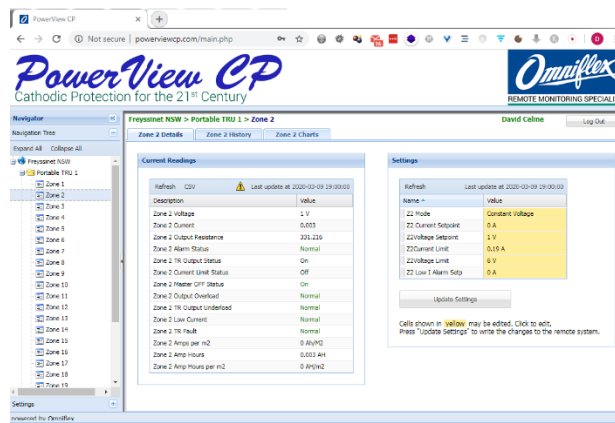 PowerView CP
Not secure | powerviewcp.com/main.php
PowerView CP
Cathodic Protection for the 21st Century
Omniflex
REMOTE MONITORING SPECIALI
Navigator
Freyssinet NSW > Portable TRU 1 > Zone 2
David Celine
Log Out
Navigation Tree
Zone 2 Details
Zone 2 History
Zone 2 Charts
Expand All Collapse All
Freyssinet NSW
Portable TRU 1
Zone 1
Zone 2
Zone 3
Zone 4
Zone 5
Zone 6
Zone 7
Zone 8
Zone 9
Zone 10
Zone 11
Zone 12
Zone 13
Zone 14
Zone 15
Zone 16
Zone 17
Zone 18
Zone 19
Settings
powered by Omniflex
Current Readings
Refresh CSV Last update at 2020-03-09 19:00:00
Description Value
Zone 2 Voltage 1 V
Zone 2 Current 0.003
Zone 2 Output Resistance 331.216
Zone 2 Alarm Status Normal
Zone 2 TR Output Status On
Zone 2 Current Limit Status Off
Zone 2 Master OFF Status On
Zone 2 Output Overload Normal
Zone 2 TR Output Underload Normal
Zone 2 Low Current Normal
Zone 2 TR Fault Normal
Zone 2 Amps per m2 0 Ah/M2
Zone 2 Amp Hours 0.003 AH
Zone 2 Amp Hours per m2 0 AH/m2
Settings
Refresh Last update at 2020-03-09 19:00:00
Name Value
Z2 Mode Constant Voltage
Z2 Current Setpoint 0 A
Z2Voltage Setpoint 1 V
Z2Current Limit 0.19 A
Z2Voltage Limit 6 V
Z2 Low I Alarm Setp 0 A
Update Settings
Cells shown in yellow may be edited. Click to edit.
Press "Update Settings" to write the changes to the remote system.